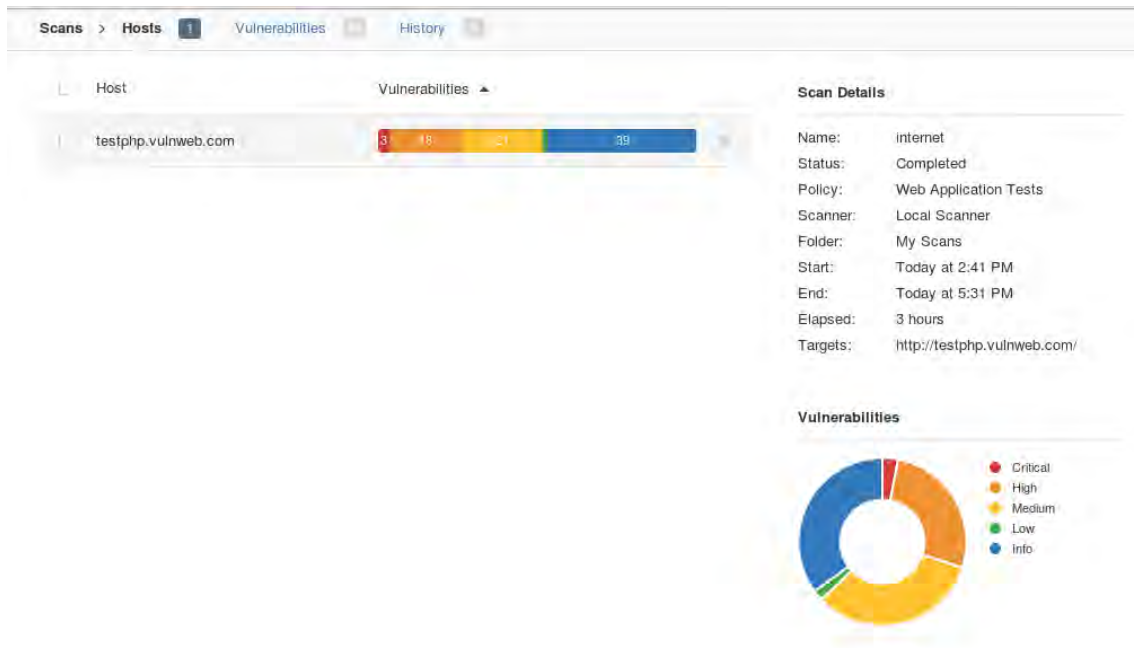 Scans > Hosts 1 Vulnerabilities History
Host Vulnerabilities
testphp.vulnweb.com 3 18 21 39
Scan Details
Name: internet
Status: Completed
Policy: Web Application Tests
Scanner: Local Scanner
Folder: My Scans
Start: Today at 2:41 PM
End: Today at 5:31 PM
Elapsed: 3 hours
Targets: http://testphp.vulnweb.com/
Vulnerabilities
Critical
High
Medium
Low
Info